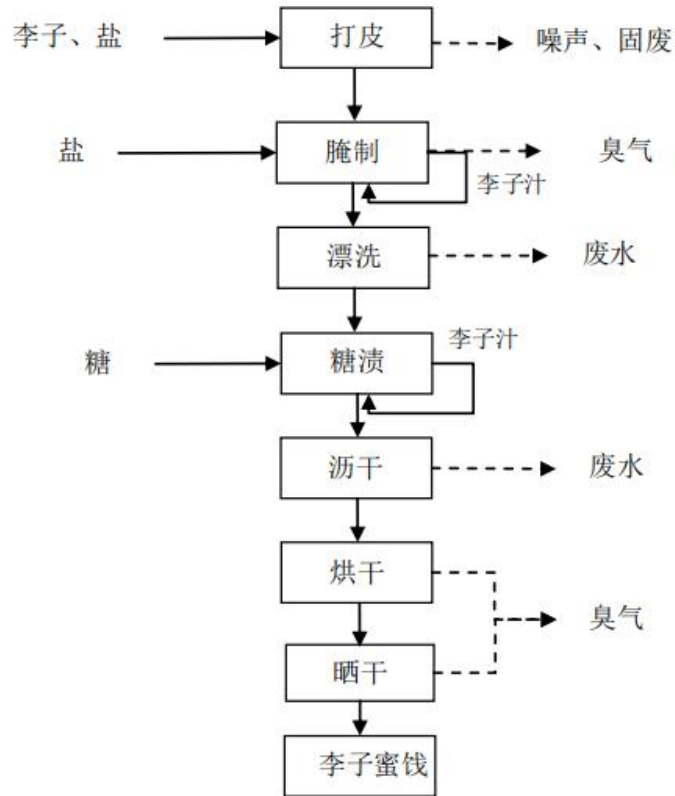 李子、盐
打皮
噪声、固废
盐
腌制
臭气
李子汁
漂洗
废水
李子汁
糖
糖渍
沥干
废水
烘干
臭气
晒干
李子蜜饯